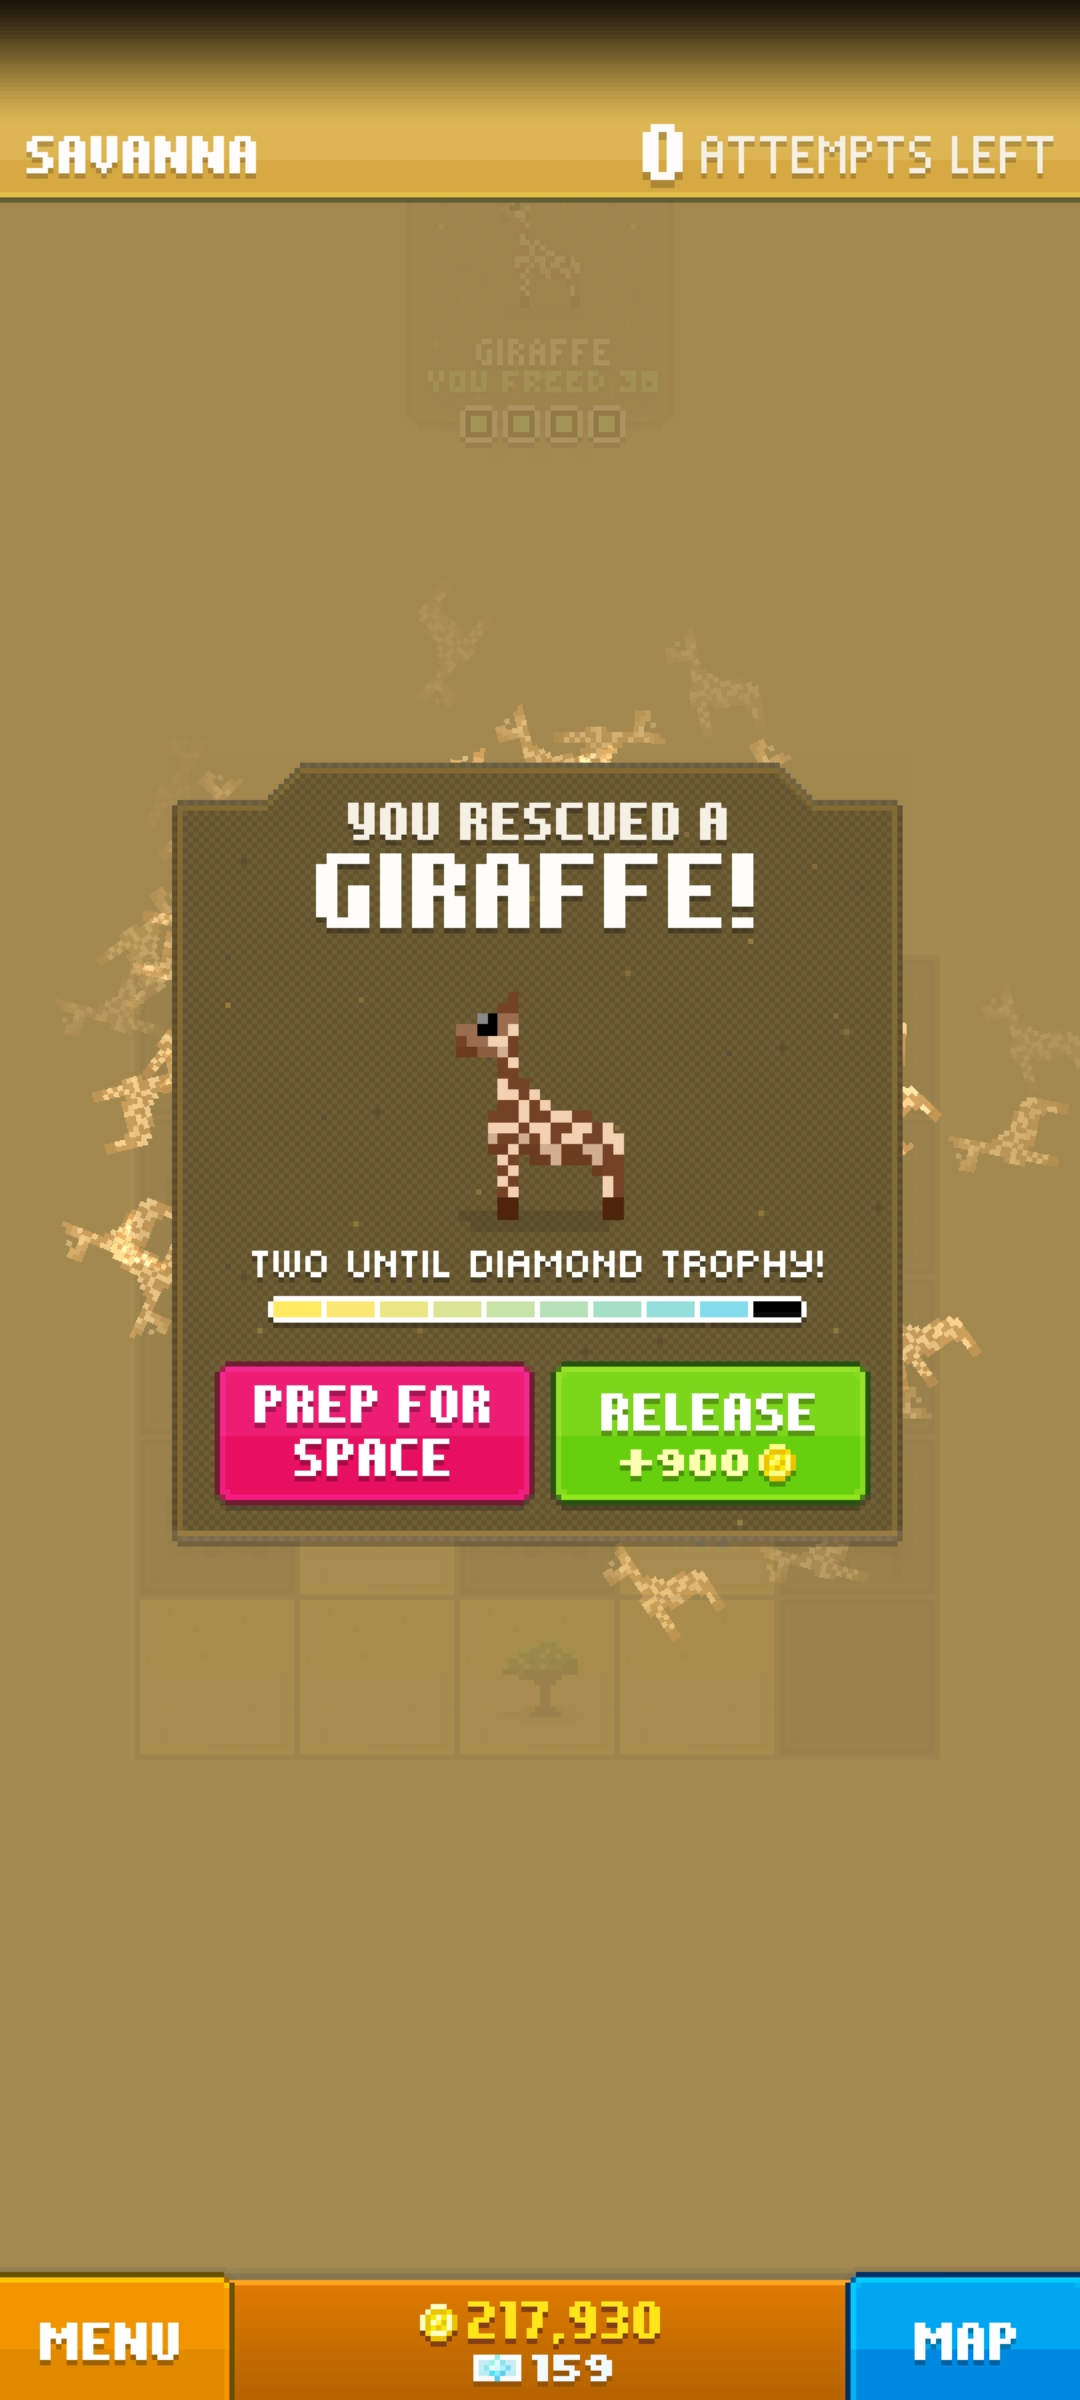 SAVANNA
0 ATTEMPTS LEFT
GIRAFFE
YOU FREED 38
YOU RESCUED A
GIRAFFE!
TWO UNTIL DIAMOND TROPHY!
PREP FOR
SPACE
RELEASE
+900
MENU
217,930
159
MAP